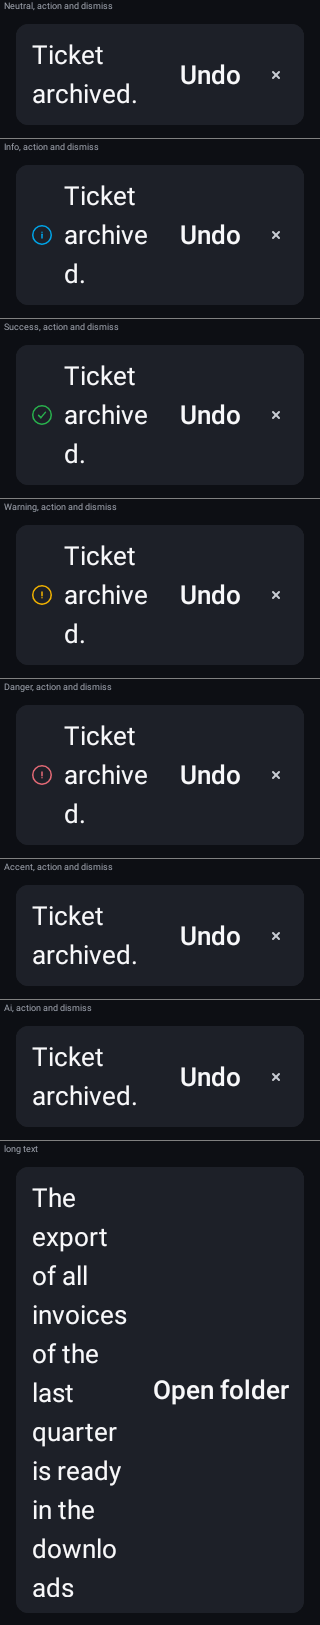 Neutral, action and dismiss
Ticket
archived.
Undo
Info, action and dismiss
Ticket
archive
d.
Undo
Success, action and dismiss
Ticket
archive
d.
Undo
Warning, action and dismiss
Ticket
archive
d.
Undo
Danger, action and dismiss
Ticket
archive
d.
Undo
Accent, action and dismiss
Ticket
archived.
Undo
Ai, action and dismiss
Ticket
archived.
Undo
long text
The
export
of all
invoices
of the
last
quarter
is ready
in the
downlo
ads
Open folder